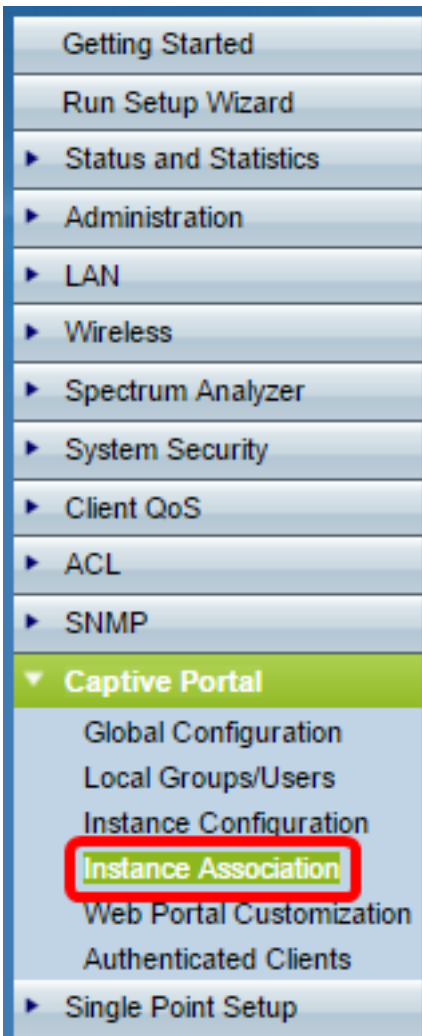 Getting Started
Run Setup Wizard
Status and Statistics
Administration
LAN
Wireless
Spectrum Analyzer
System Security
Client QoS
ACL
SNMP
Captive Portal
Global Configuration
Local Groups/Users
Instance Configuration
Instance Association
Web Portal Customization
Authenticated Clients
Single Point Setup